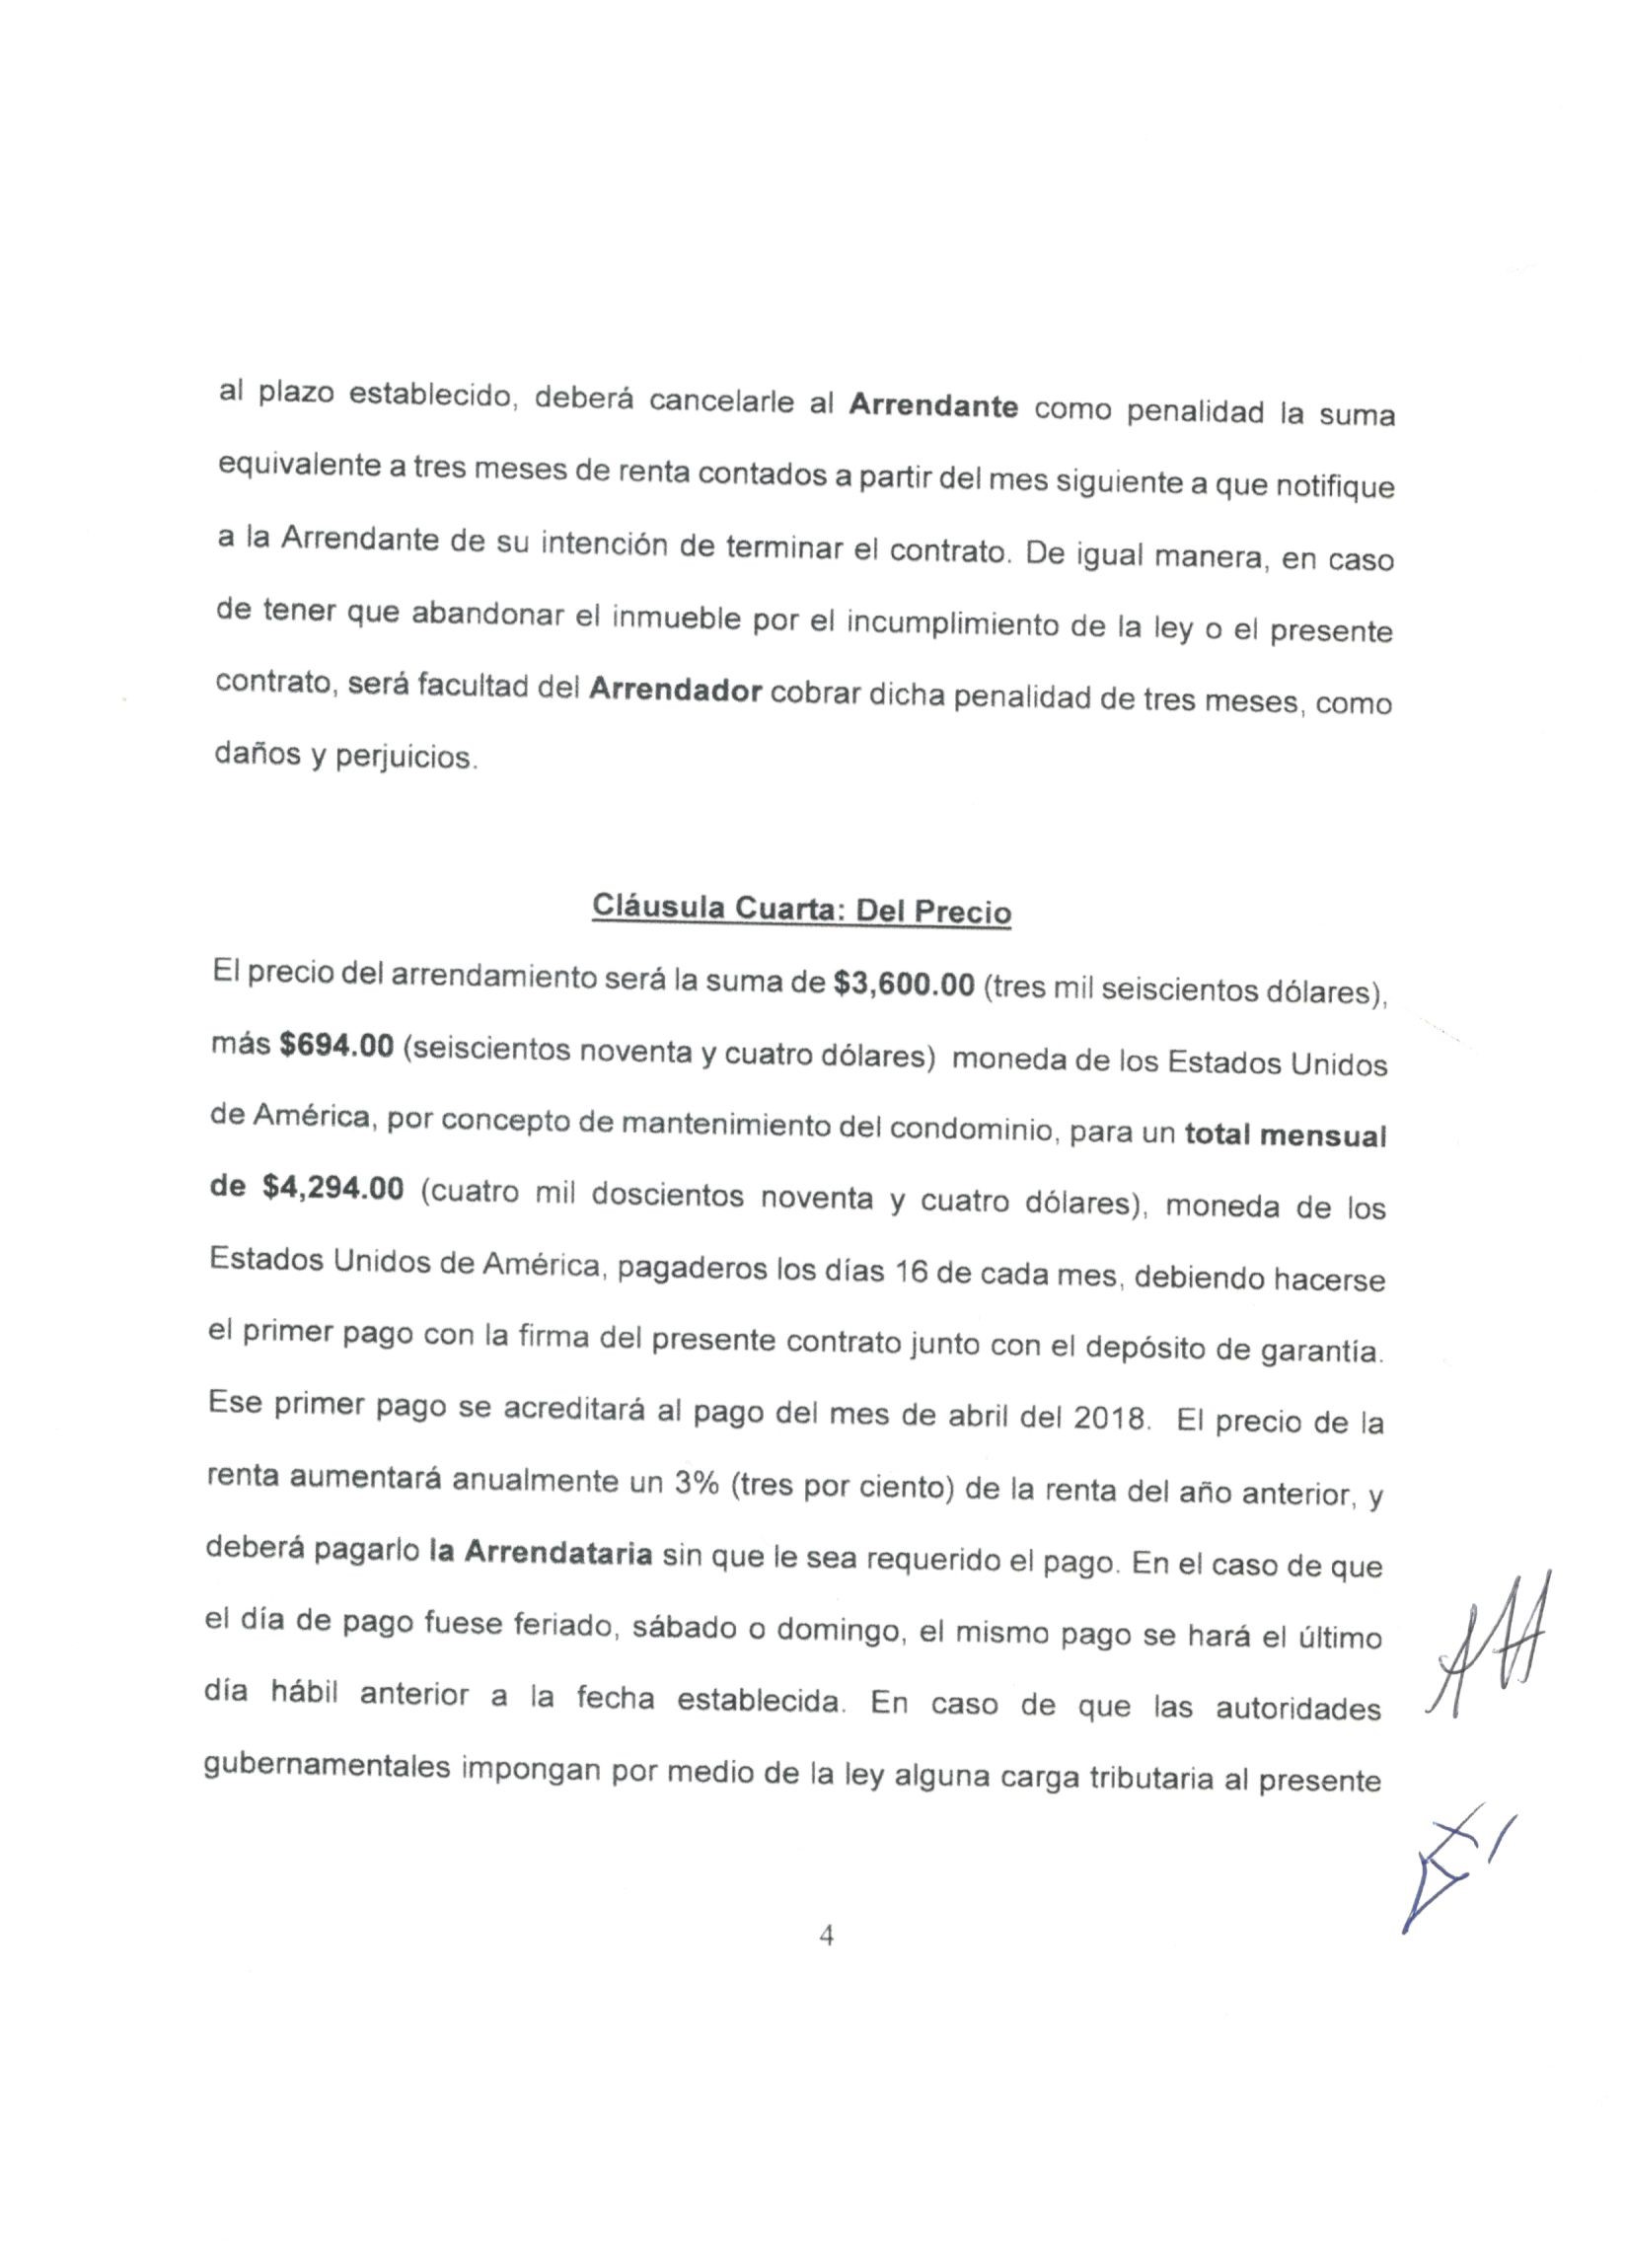 al plazo establecido, deberá cancelarle al Arrendante como penalidad la suma
equivalente a tres meses de renta contados a partir del mes siguiente a que notifique
a la Arrendante de su intención de terminar el contrato. De igual manera, en caso
de tener que abandonar el inmueble por el incumplimiento de la ley o el presente
contrato, será facultad del Arrendador cobrar dicha penalidad de tres meses, como
daños y perjuicios.
Cláusula Cuarta: Del Precio
El precio del arrendamiento será la suma de $3,600.00 (tres mil seiscientos dólares),
más $694.00 (seiscientos noventa y cuatro dólares) moneda de los Estados Unidos
de América, por concepto de mantenimiento del condominio, para un total mensual
de $4,294.00 (cuatro mil doscientos noventa y cuatro dólares), moneda de los
Estados Unidos de América, pagaderos los días 16 de cada mes, debiendo hacerse
el primer pago con la firma del presente contrato junto con el depósito de garantía.
Ese primer pago se acreditará al pago del mes de abril del 2018. El precio de la
renta aumentará anualmente un 3% (tres por ciento) de la renta del año anterior, y
deberá pagarlo la Arrendataria sin que le sea requerido el pago. En el caso de que
el día de pago fuese feriado, sábado o domingo, el mismo pago se hará el último
día hábil anterior a la fecha establecida. En caso de que las autoridades
gubernamentales impongan por medio de la ley alguna carga tributaria al presente
4